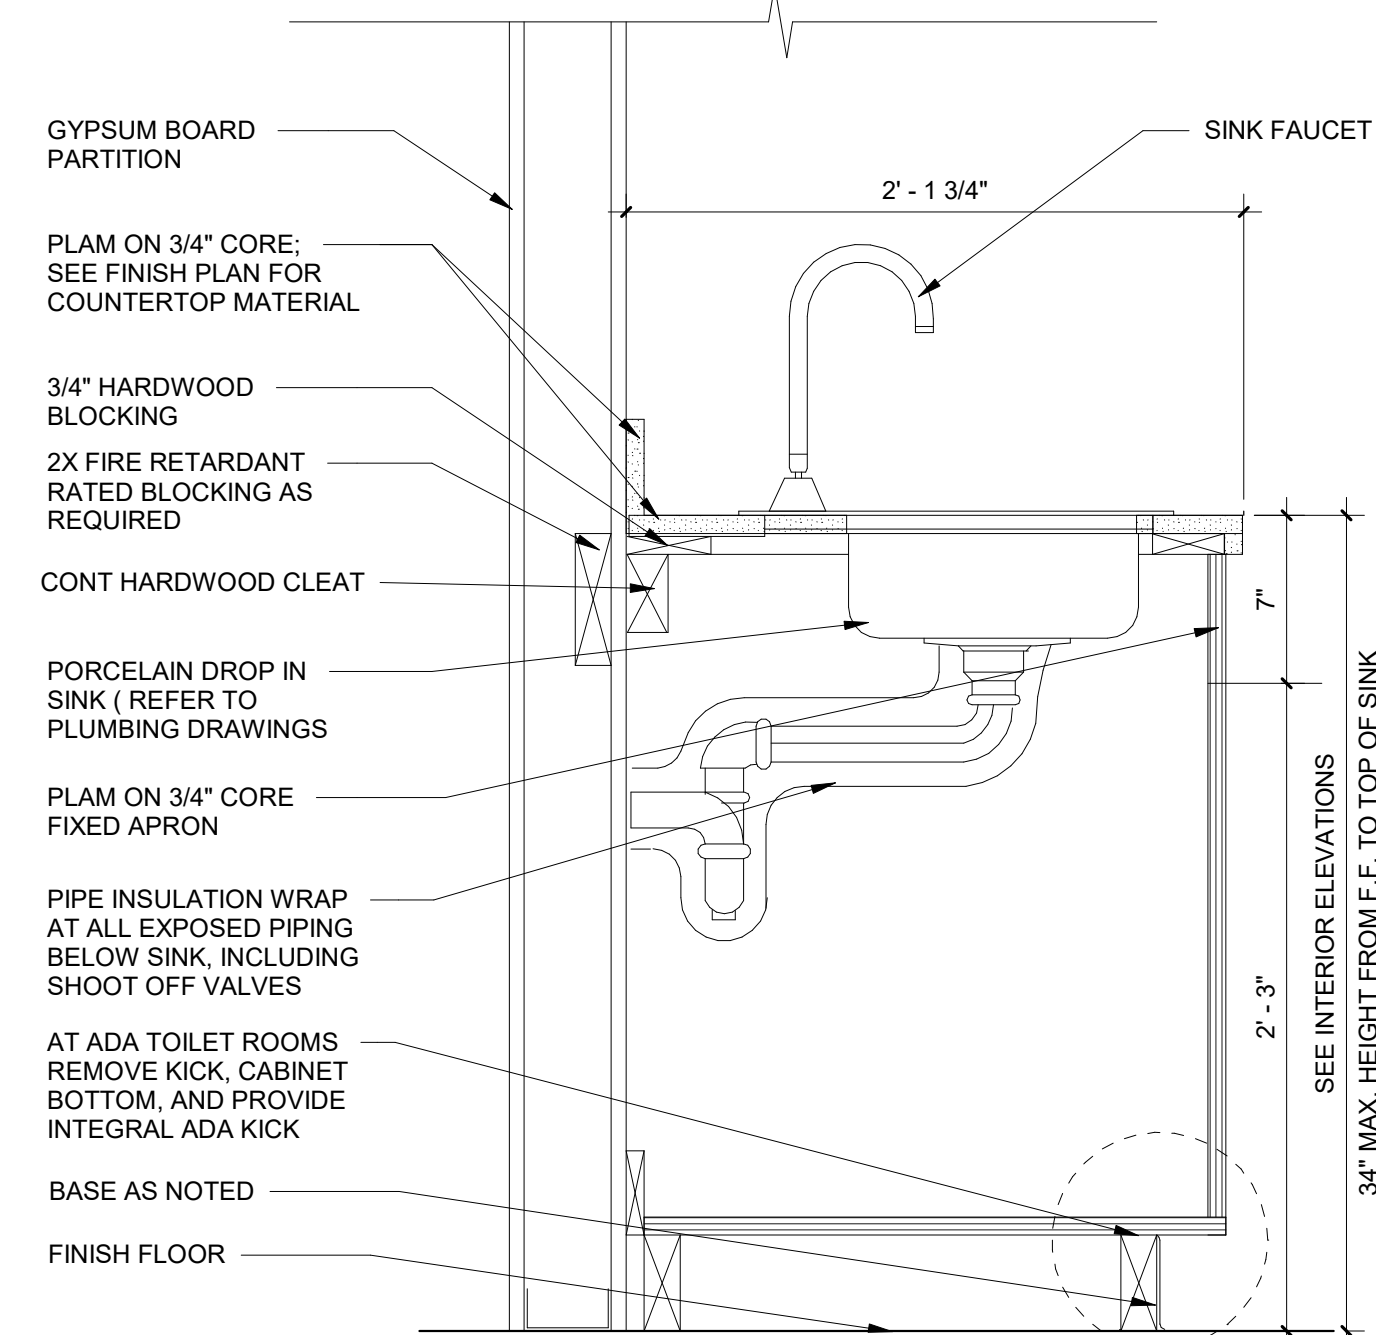 GYPSUM BOARD
PARTITION
SINK FAUCET
2' - 1 3/4"
PLAM ON 3/4" CORE;
SEE FINISH PLAN FOR
COUNTERTOP MATERIAL
3/4" HARDWOOD
BLOCKING
2X FIRE RETARDANT
RATED BLOCKING AS
REQUIRED
CONT HARDWOOD CLEAT
7"
PORCELAIN DROP IN
SINK ( REFER TO
PLUMBING DRAWINGS
PLAM ON 3/4" CORE
FIXED APRON
PIPE INSULATION WRAP
AT ALL EXPOSED PIPING
BELOW SINK, INCLUDING
SHOOT OFF VALVES
2' - 3"
SEE INTERIOR ELEVATIONS
34" MAX. HEIGHT FROM F.F. TO TOP OF SINK
AT ADA TOILET ROOMS
REMOVE KICK, CABINET
BOTTOM, AND PROVIDE
INTEGRAL ADA KICK
BASE AS NOTED
FINISH FLOOR